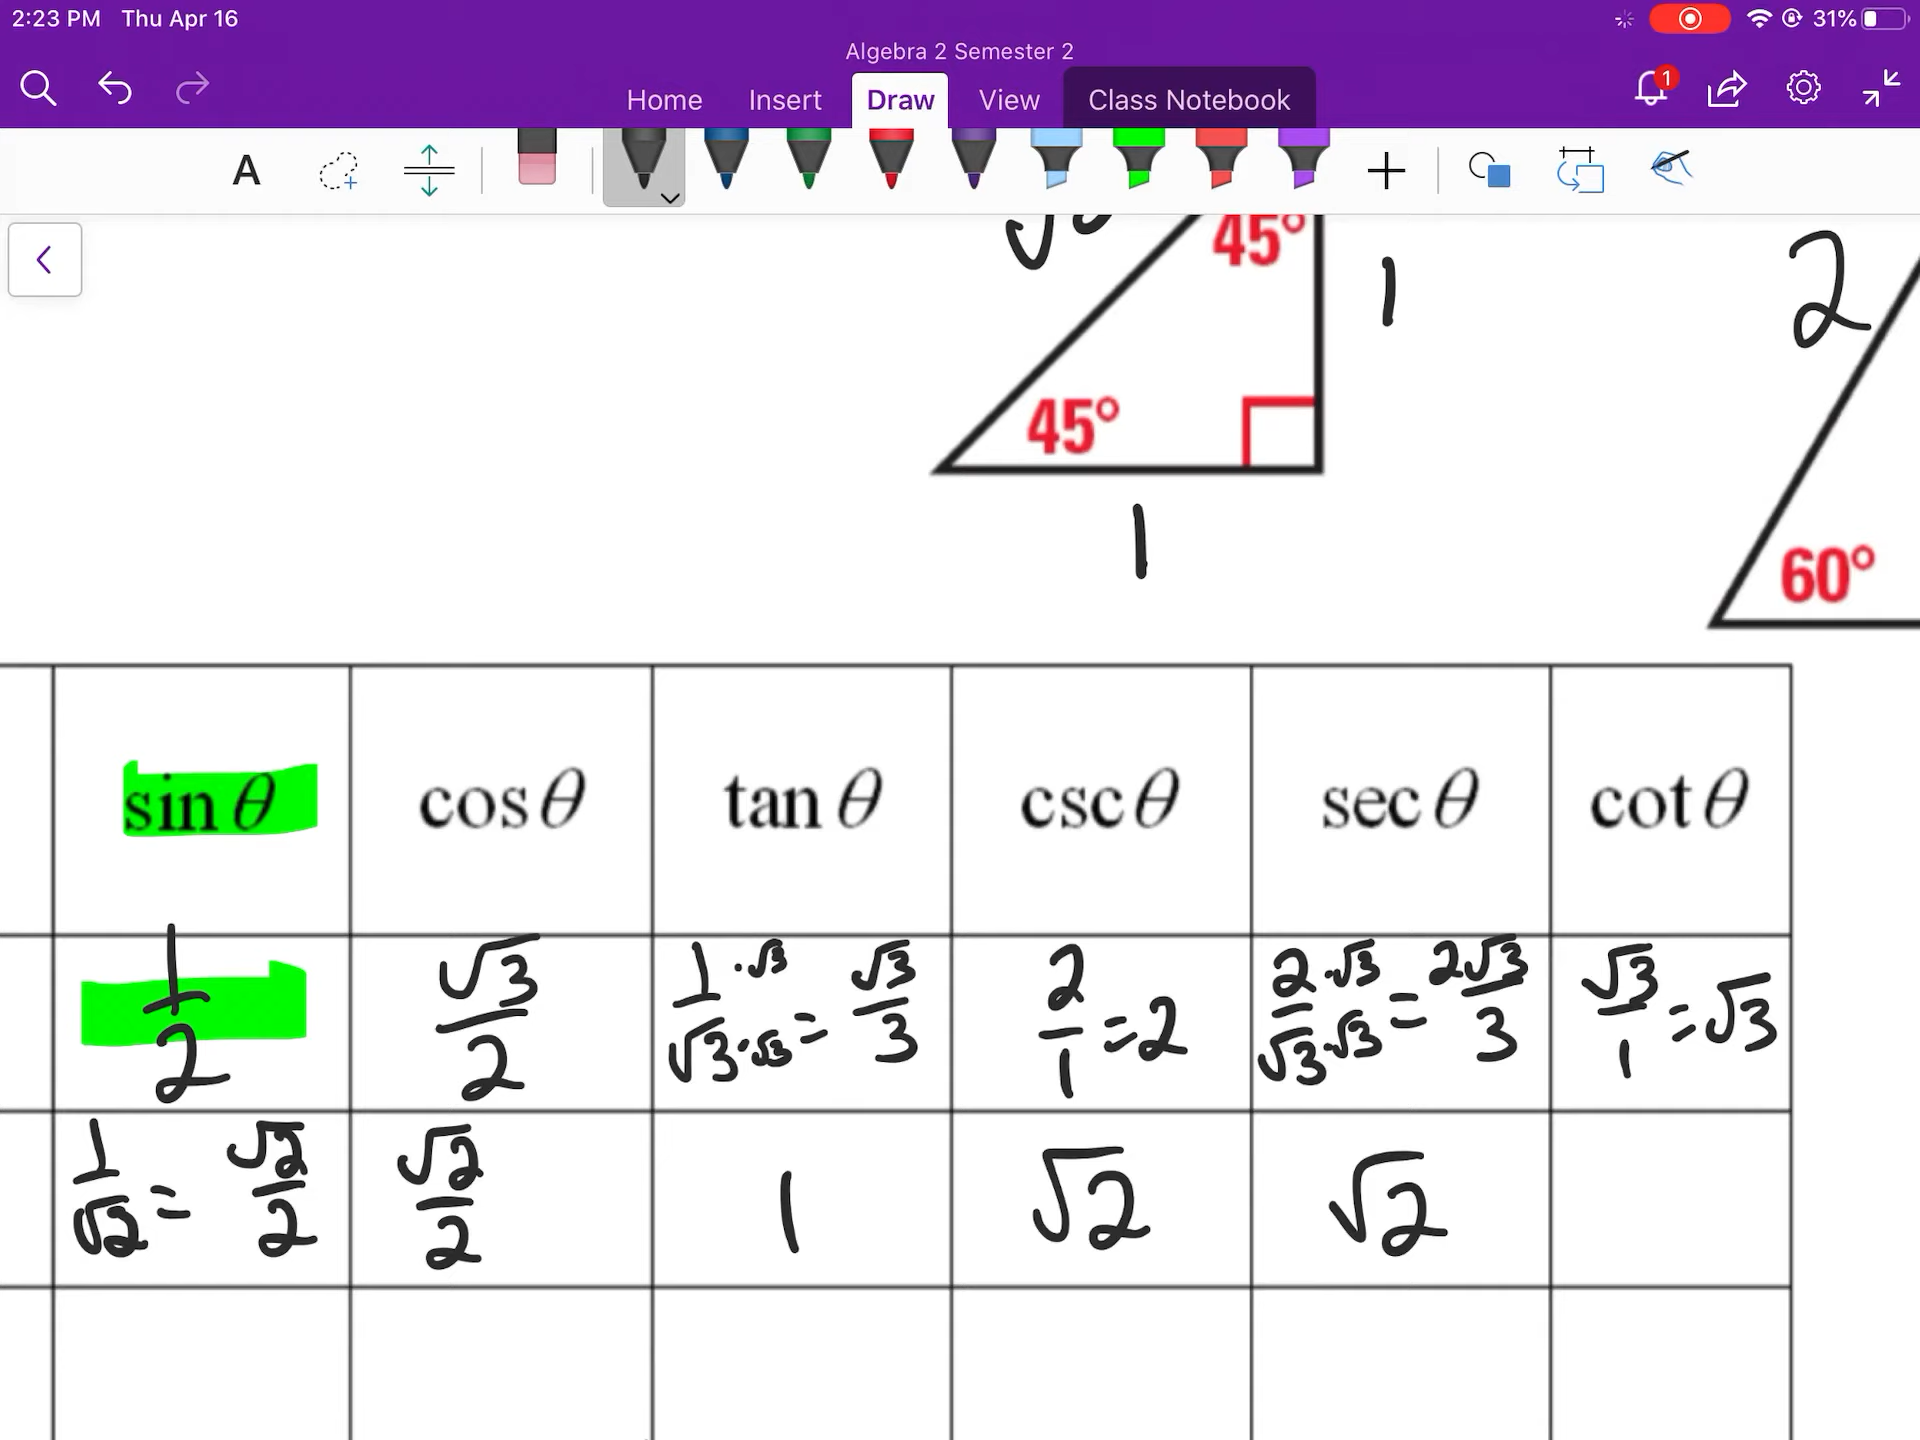 2:23 PM Thu Apr 16
31%
Algebra 2 Semester 2
Home Insert Draw View Class Notebook
1
A
45°
1
2
45°
1
60°
sin θ cos θ tan θ csc θ sec θ cot θ
1/2 √3/2 1·√3/√3·√3 = √3/3 2/1 = 2 2·√3/√3·√3 = 2√3/3 √3/1 = √3
1/√2 = √2/2 √2/2 1 √2 √2